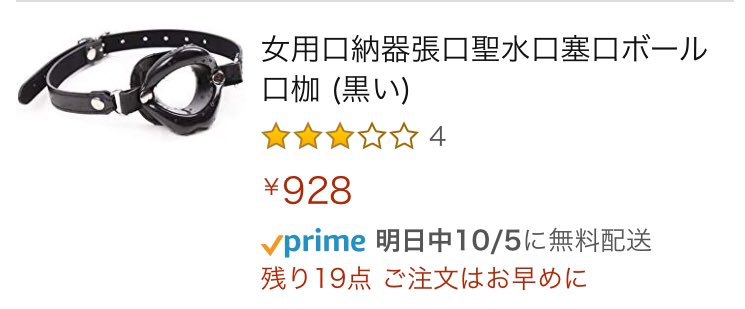 女用口納器張口聖水口塞口ボール
口枷 (黒い)
4
¥928
prime 明日中10/5に無料配送
残り19点 ご注文はお早めに